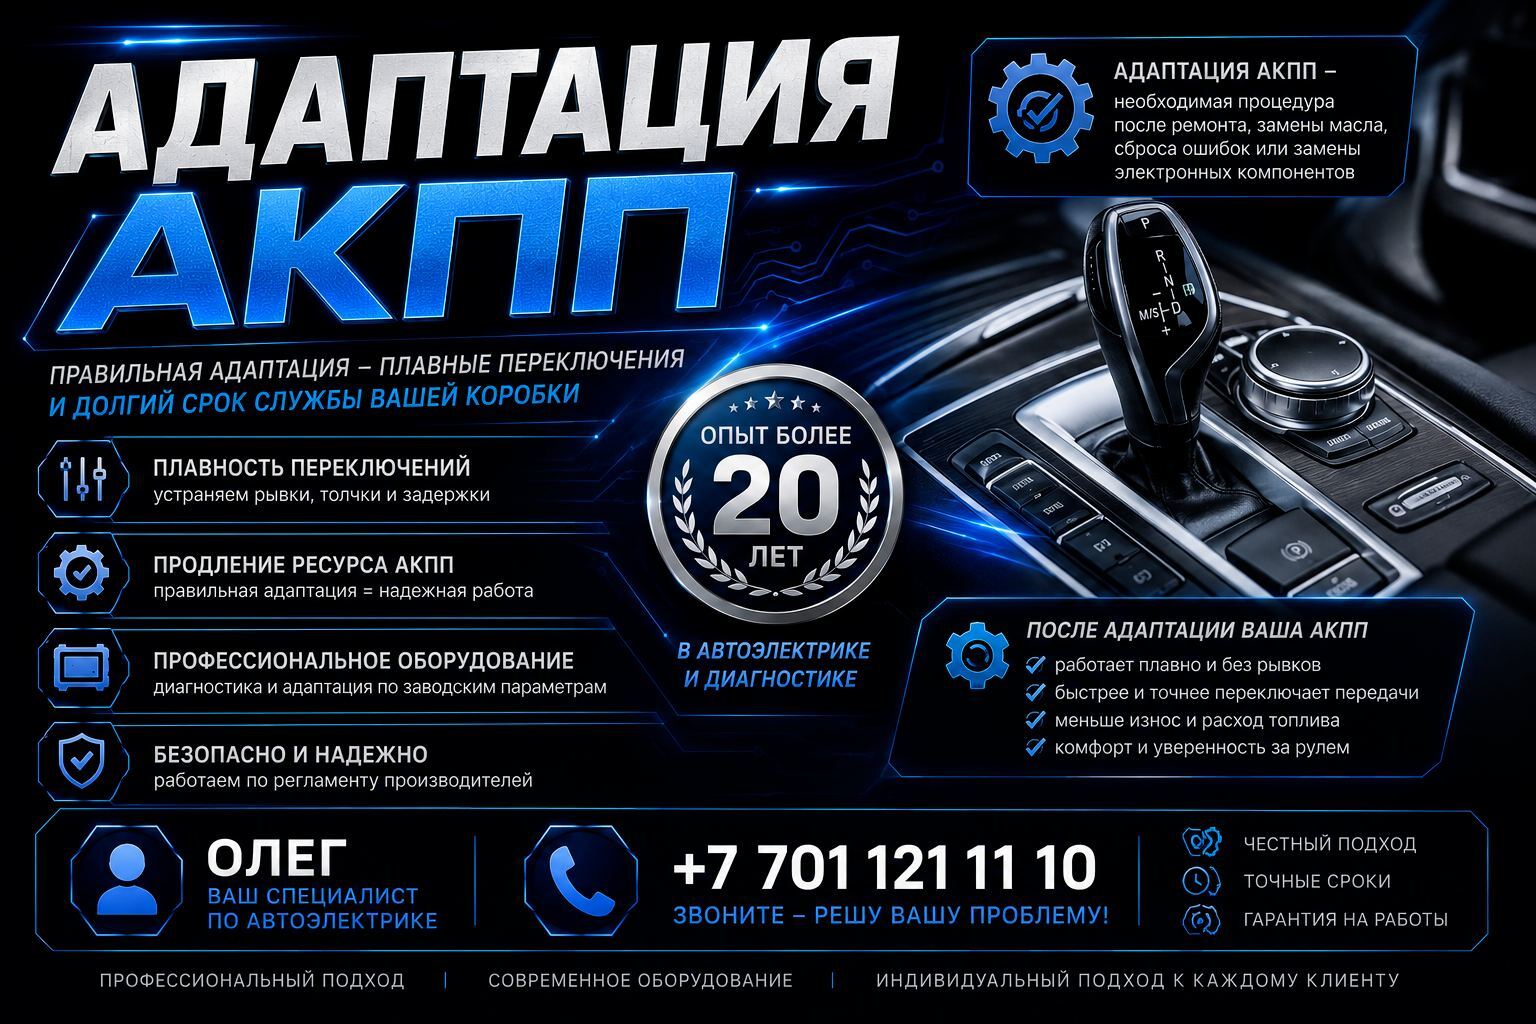 АДАПТАЦИЯ
АКПП
ПРАВИЛЬНАЯ АДАПТАЦИЯ – ПЛАВНЫЕ ПЕРЕКЛЮЧЕНИЯ
И ДОЛГИЙ СРОК СЛУЖБЫ ВАШЕЙ КОРОБКИ
АДАПТАЦИЯ АКПП –
необходимая процедура
после ремонта, замены масла,
сброса ошибок или замены
электронных компонентов
P
R
N
M/S
D
+
ПЛАВНОСТЬ ПЕРЕКЛЮЧЕНИЙ
устраняем рывки, толчки и задержки
ПРОДЛЕНИЕ РЕСУРСА АКПП
правильная адаптация = надежная работа
ПРОФЕССИОНАЛЬНОЕ ОБОРУДОВАНИЕ
диагностика и адаптация по заводским параметрам
БЕЗОПАСНО И НАДЕЖНО
работаем по регламенту производителей
ОПЫТ БОЛЕЕ
20
ЛЕТ
В АВТОЭЛЕКТРИКЕ
И ДИАГНОСТИКЕ
ПОСЛЕ АДАПТАЦИИ ВАША АКПП
работает плавно и без рывков
быстрее и точнее переключает передачи
меньше износ и расход топлива
комфорт и уверенность за рулем
ОЛЕГ
ВАШ СПЕЦИАЛИСТ
ПО АВТОЭЛЕКТРИКЕ
+7 701 121 11 10
ЗВОНИТЕ – РЕШУ ВАШУ ПРОБЛЕМУ!
ЧЕСТНЫЙ ПОДХОД
ТОЧНЫЕ СРОКИ
ГАРАНТИЯ НА РАБОТЫ
ПРОФЕССИОНАЛЬНЫЙ ПОДХОД | СОВРЕМЕННОЕ ОБОРУДОВАНИЕ | ИНДИВИДУАЛЬНЫЙ ПОДХОД К КАЖДОМУ КЛИЕНТУ